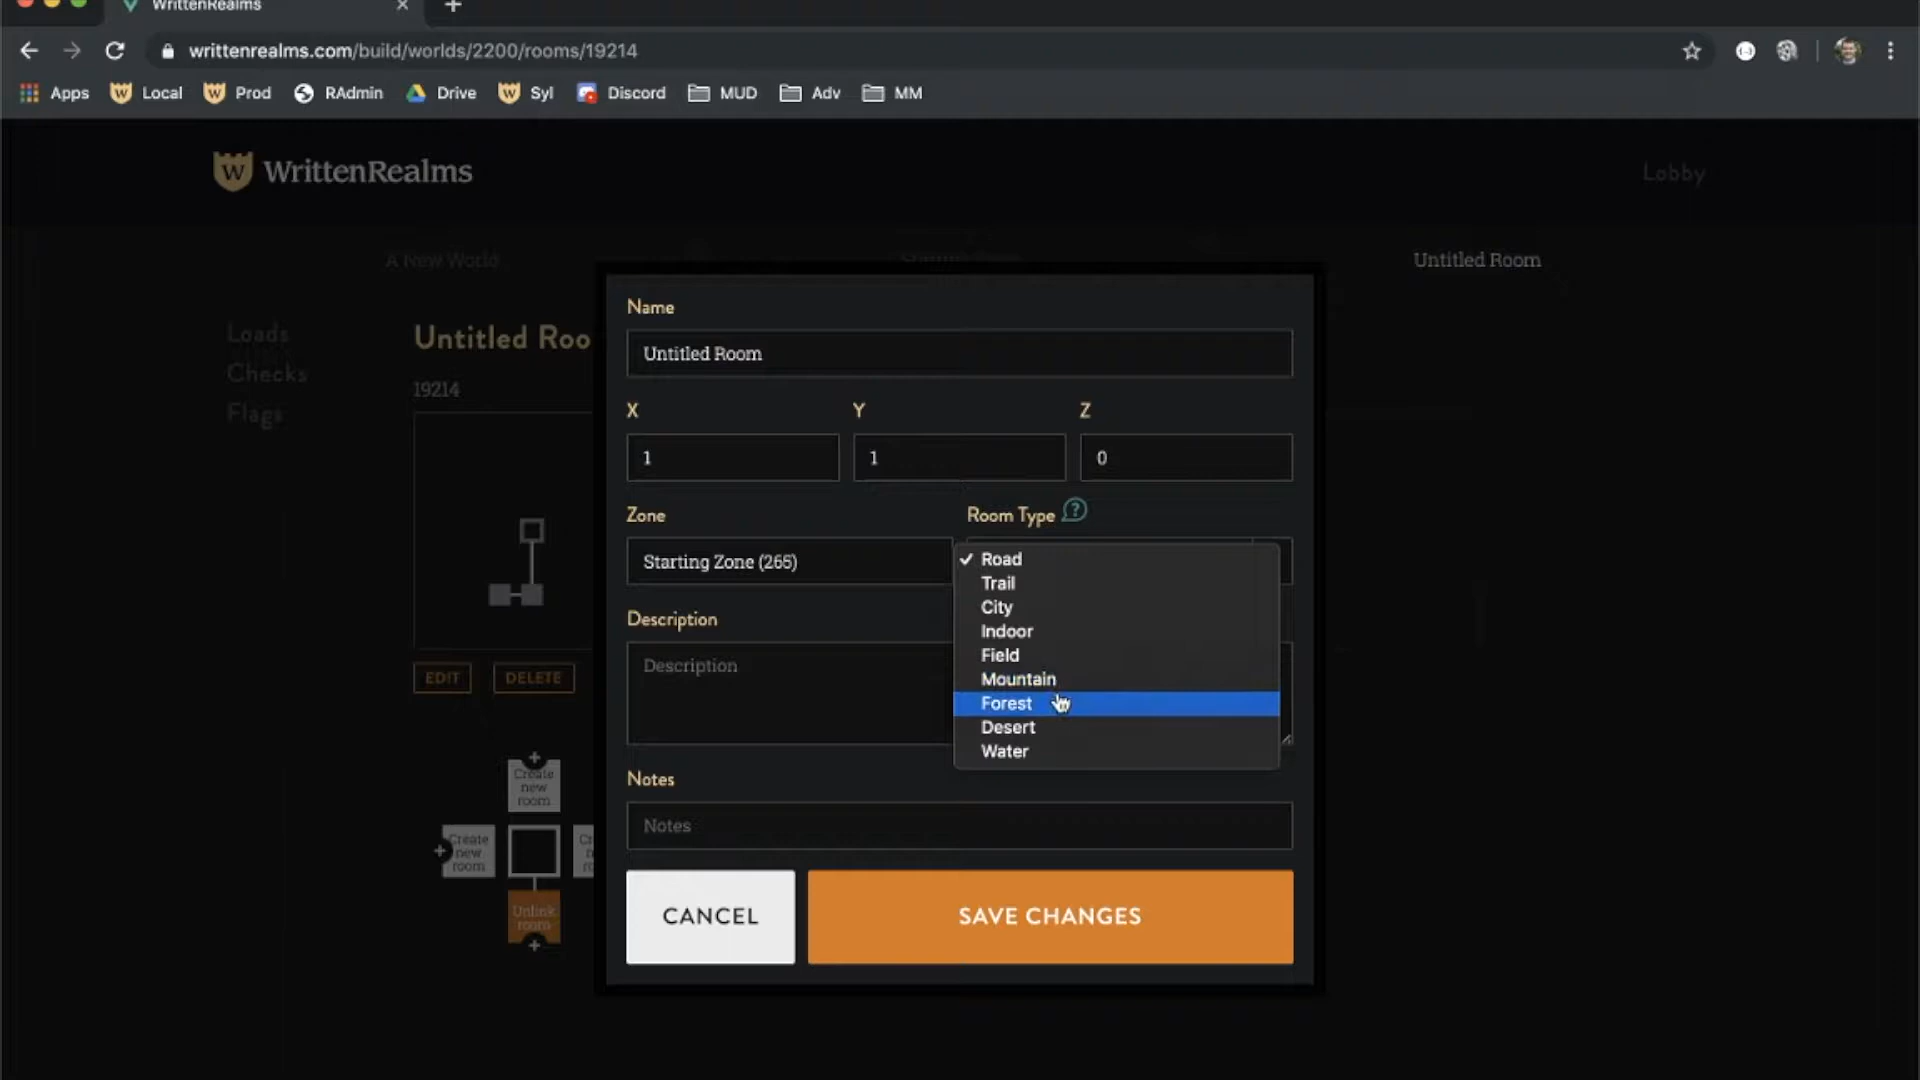 WrittenRealms
writtenrealms.com/build/worlds/2200/rooms/19214
Apps Local Prod RAdmin Drive Syl Discord MUD Adv MM
W WrittenRealms
Lobby
A New World
Untitled Room
Loads
Checks
Flags
Untitled Roo
19214
EDIT
DELETE
Create
new
room
Create
new
room
Unlink
room
Name
Untitled Room
X Y Z
1 1 0
Zone
Room Type ?
Starting Zone (265)
Road
Trail
City
Indoor
Field
Mountain
Forest
Desert
Water
Description
Description
Notes
Notes
CANCEL
SAVE CHANGES